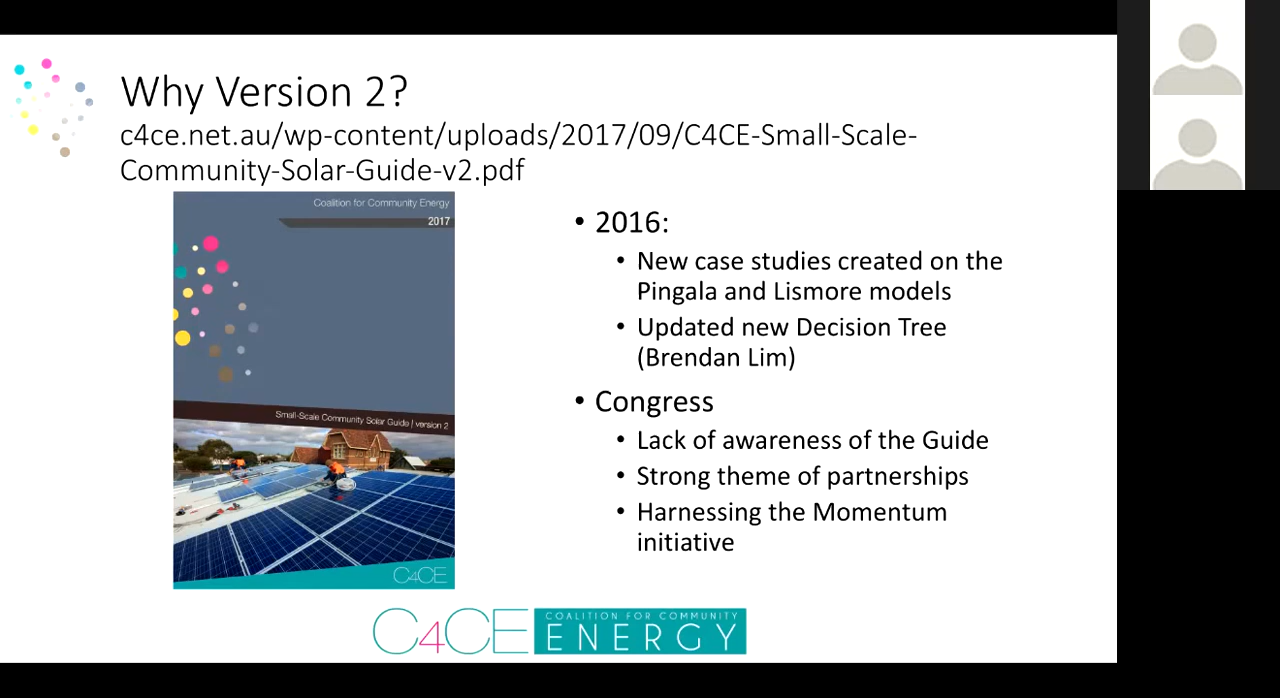 Why Version 2?
c4ce.net.au/wp-content/uploads/2017/09/C4CE-Small-Scale-
Community-Solar-Guide-v2.pdf
Coalition for Community Energy
2017
Small-Scale Community Solar Guide | version 2
C4CE
• 2016:
• New case studies created on the
Pingala and Lismore models
• Updated new Decision Tree
(Brendan Lim)
• Congress
• Lack of awareness of the Guide
• Strong theme of partnerships
• Harnessing the Momentum
initiative
C4CE
COALITION FOR COMMUNITY
ENERGY